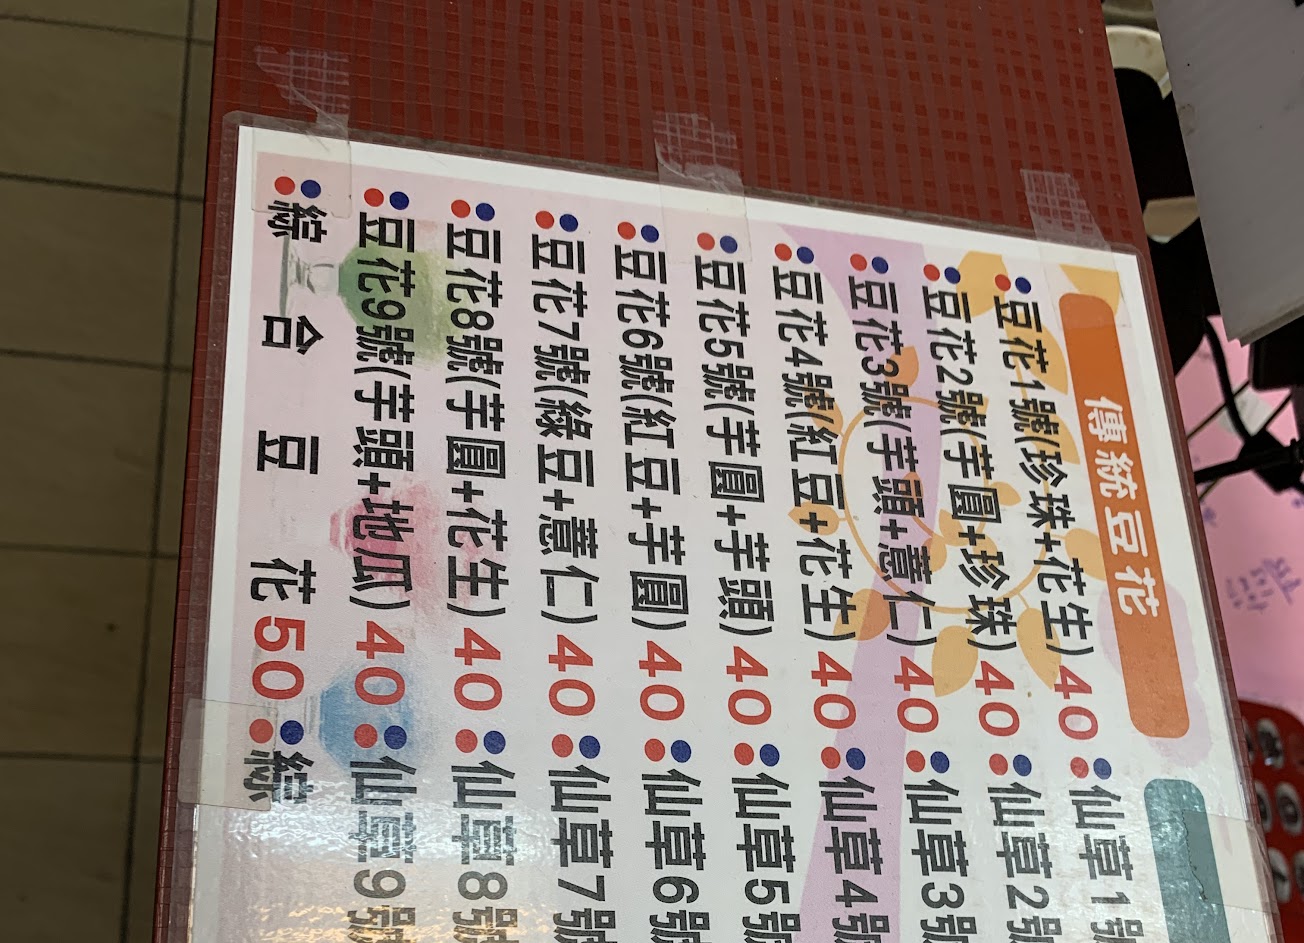 傳統豆花
豆花1號(珍珠+花生) 40
豆花2號(芋圓+珍珠) 40
豆花3號(芋頭+薏仁) 40
豆花4號(紅豆+花生) 40
豆花5號(芋圓+芋頭) 40
豆花6號(紅豆+芋圓) 40
豆花7號(綠豆+薏仁) 40
豆花8號(芋圓+花生) 40
豆花9號(芋頭+地瓜) 40
綜合豆花 50
仙草1號
仙草2號
仙草3號
仙草4號
仙草5號
仙草6號
仙草7號
仙草8號
仙草9號
綜